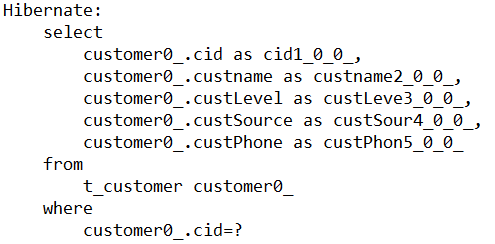 Hibernate:
    select
        customer0_.cid as cid1_0_0_,
        customer0_.custname as custname2_0_0_,
        customer0_.custLevel as custLeve3_0_0_,
        customer0_.custSource as custSour4_0_0_,
        customer0_.custPhone as custPhon5_0_0_
    from
        t_customer customer0_
    where
        customer0_.cid=?